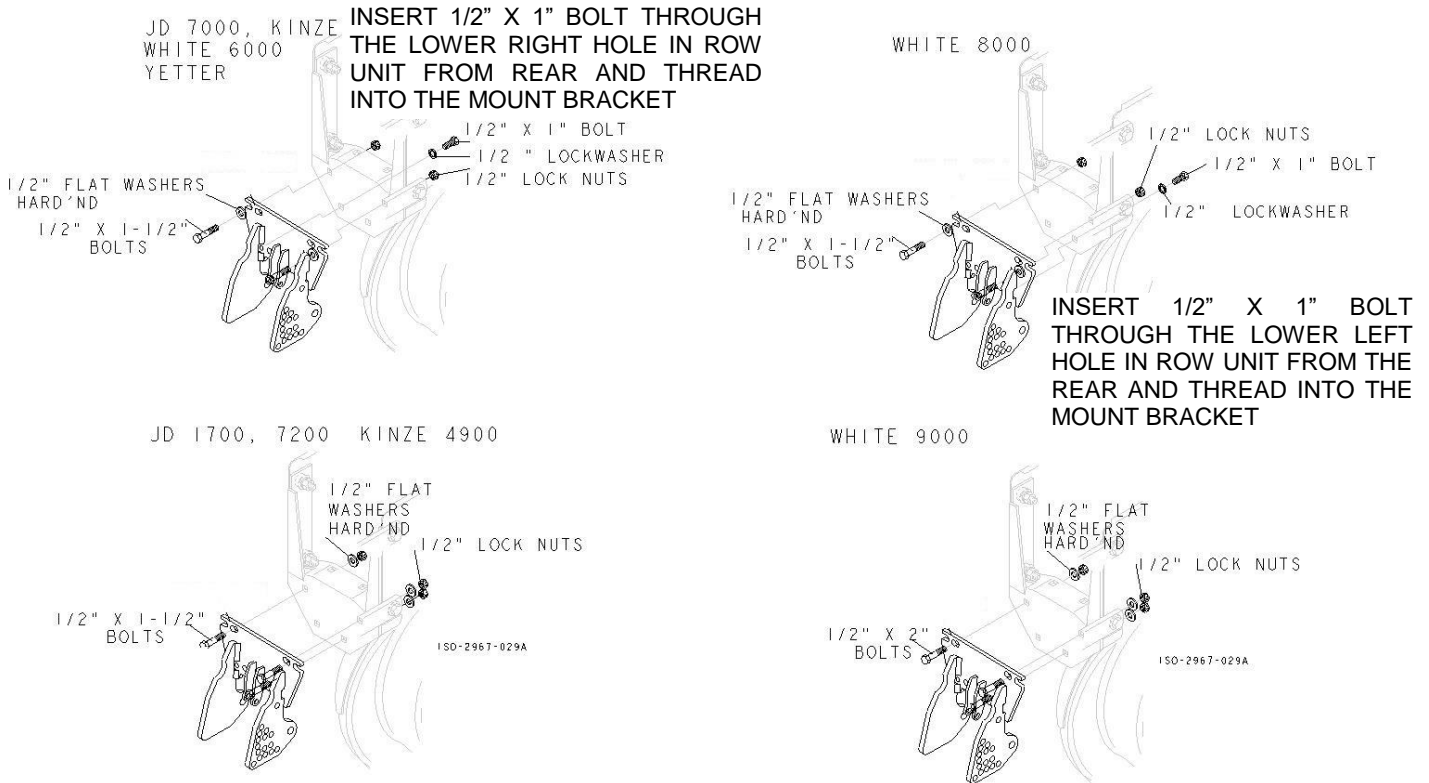 JD 7000, KINZE
WHITE 6000
YETTER
INSERT 1/2” X 1” BOLT THROUGH
THE LOWER RIGHT HOLE IN ROW
UNIT FROM REAR AND THREAD
INTO THE MOUNT BRACKET
1/2" X 1" BOLT
1/2 " LOCKWASHER
1/2" LOCK NUTS
1/2" FLAT WASHERS
HARD'ND
1/2" X 1-1/2"
BOLTS
WHITE 8000
1/2" LOCK NUTS
1/2" X 1" BOLT
1/2" LOCKWASHER
1/2" FLAT WASHERS
HARD'ND
1/2" X 1-1/2"
BOLTS
INSERT 1/2” X 1” BOLT
THROUGH THE LOWER LEFT
HOLE IN ROW UNIT FROM THE
REAR AND THREAD INTO THE
MOUNT BRACKET
JD 1700, 7200 KINZE 4900
1/2" FLAT
WASHERS
HARD'ND
1/2" LOCK NUTS
1/2" X 1-1/2"
BOLTS
ISO-2967-029A
WHITE 9000
1/2" FLAT
WASHERS
HARD'ND
1/2" LOCK NUTS
1/2" X 2"
BOLTS
ISO-2967-029A